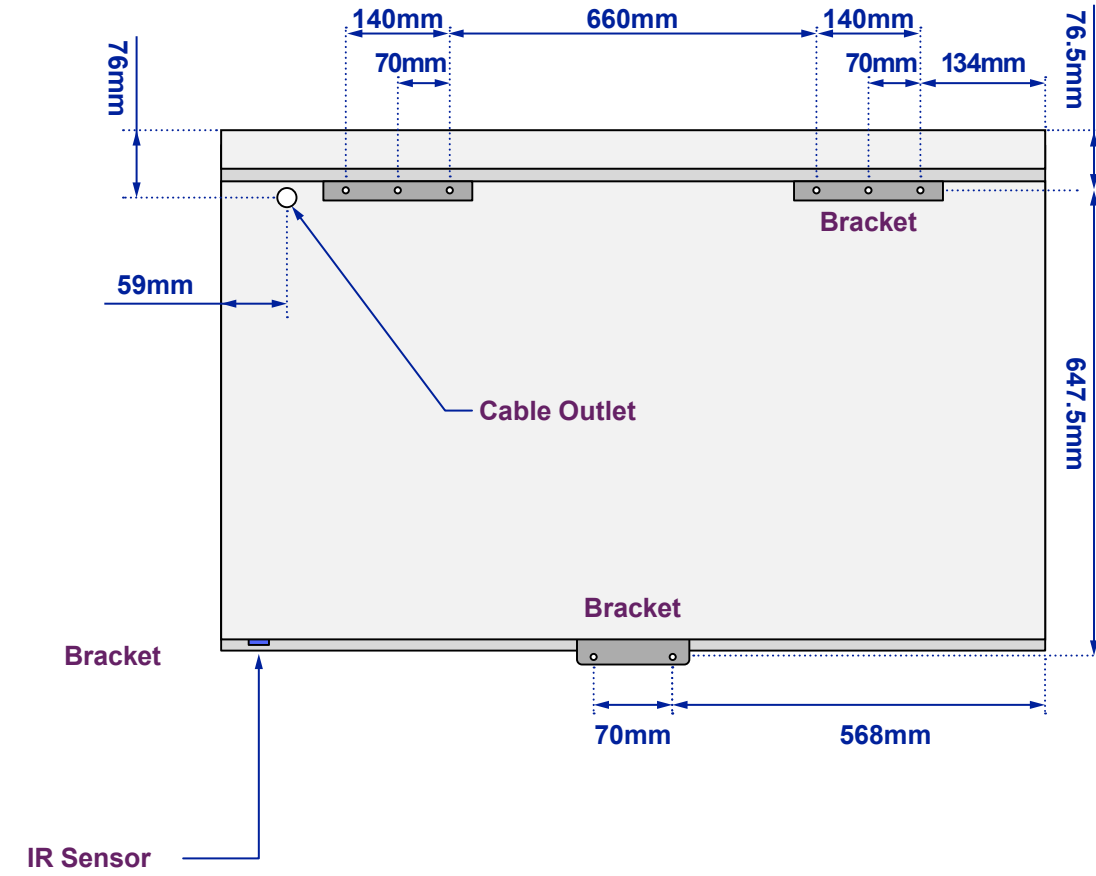 140mm
660mm
140mm
76.5mm
76mm
70mm
70mm
134mm
Bracket
59mm
647.5mm
Cable Outlet
Bracket
Bracket
70mm
568mm
IR Sensor